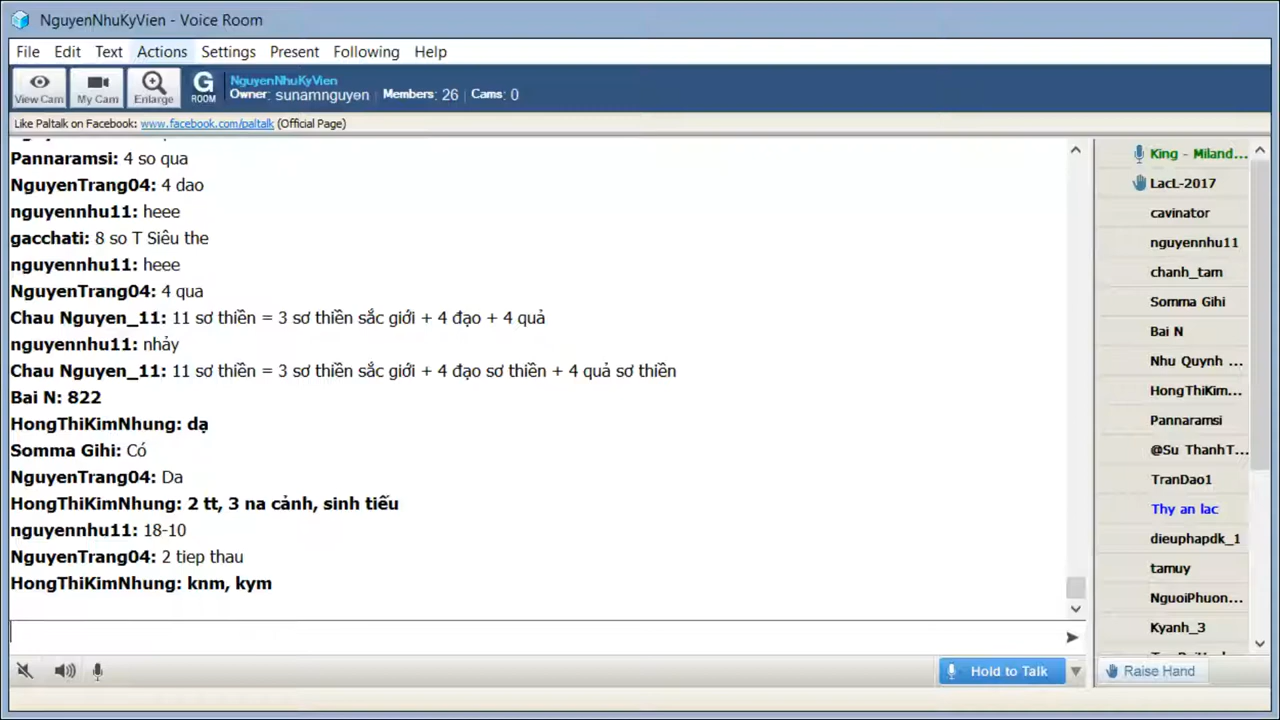 NguyenNhuKyVien - Voice Room
File Edit Text Actions Settings Present Following Help
View Cam My Cam Enlarge G ROOM
NguyenNhuKyVien
Owner: sunamnguyen Members: 26 Cams: 0
Like Paltalk on Facebook: www.facebook.com/paltalk (Official Page)
Pannaramsi: 4 so qua
NguyenTrang04: 4 dao
nguyennhu11: heee
gacchati: 8 so T Siêu the
nguyennhu11: heee
NguyenTrang04: 4 qua
Chau Nguyen_11: 11 sơ thiền = 3 sơ thiền sắc giới + 4 đạo + 4 quả
nguyennhu11: nhảy
Chau Nguyen_11: 11 sơ thiền = 3 sơ thiền sắc giới + 4 đạo sơ thiền + 4 quả sơ thiền
Bai N: 822
HongThiKimNhung: dạ
Somma Gihi: Có
NguyenTrang04: Da
HongThiKimNhung: 2 tt, 3 na cảnh, sinh tiếu
nguyennhu11: 18-10
NguyenTrang04: 2 tiep thau
HongThiKimNhung: knm, kym
King - Miland...
LacL-2017
cavinator
nguyennhu11
chanh_tam
Somma Gihi
Bai N
Nhu Quynh ...
HongThiKim...
Pannaramsi
@Su ThanhT...
TranDao1
Thy an lac
dieuphapdk_1
tamuy
NguoiPhuon...
Kyanh_3
Hold to Talk
Raise Hand